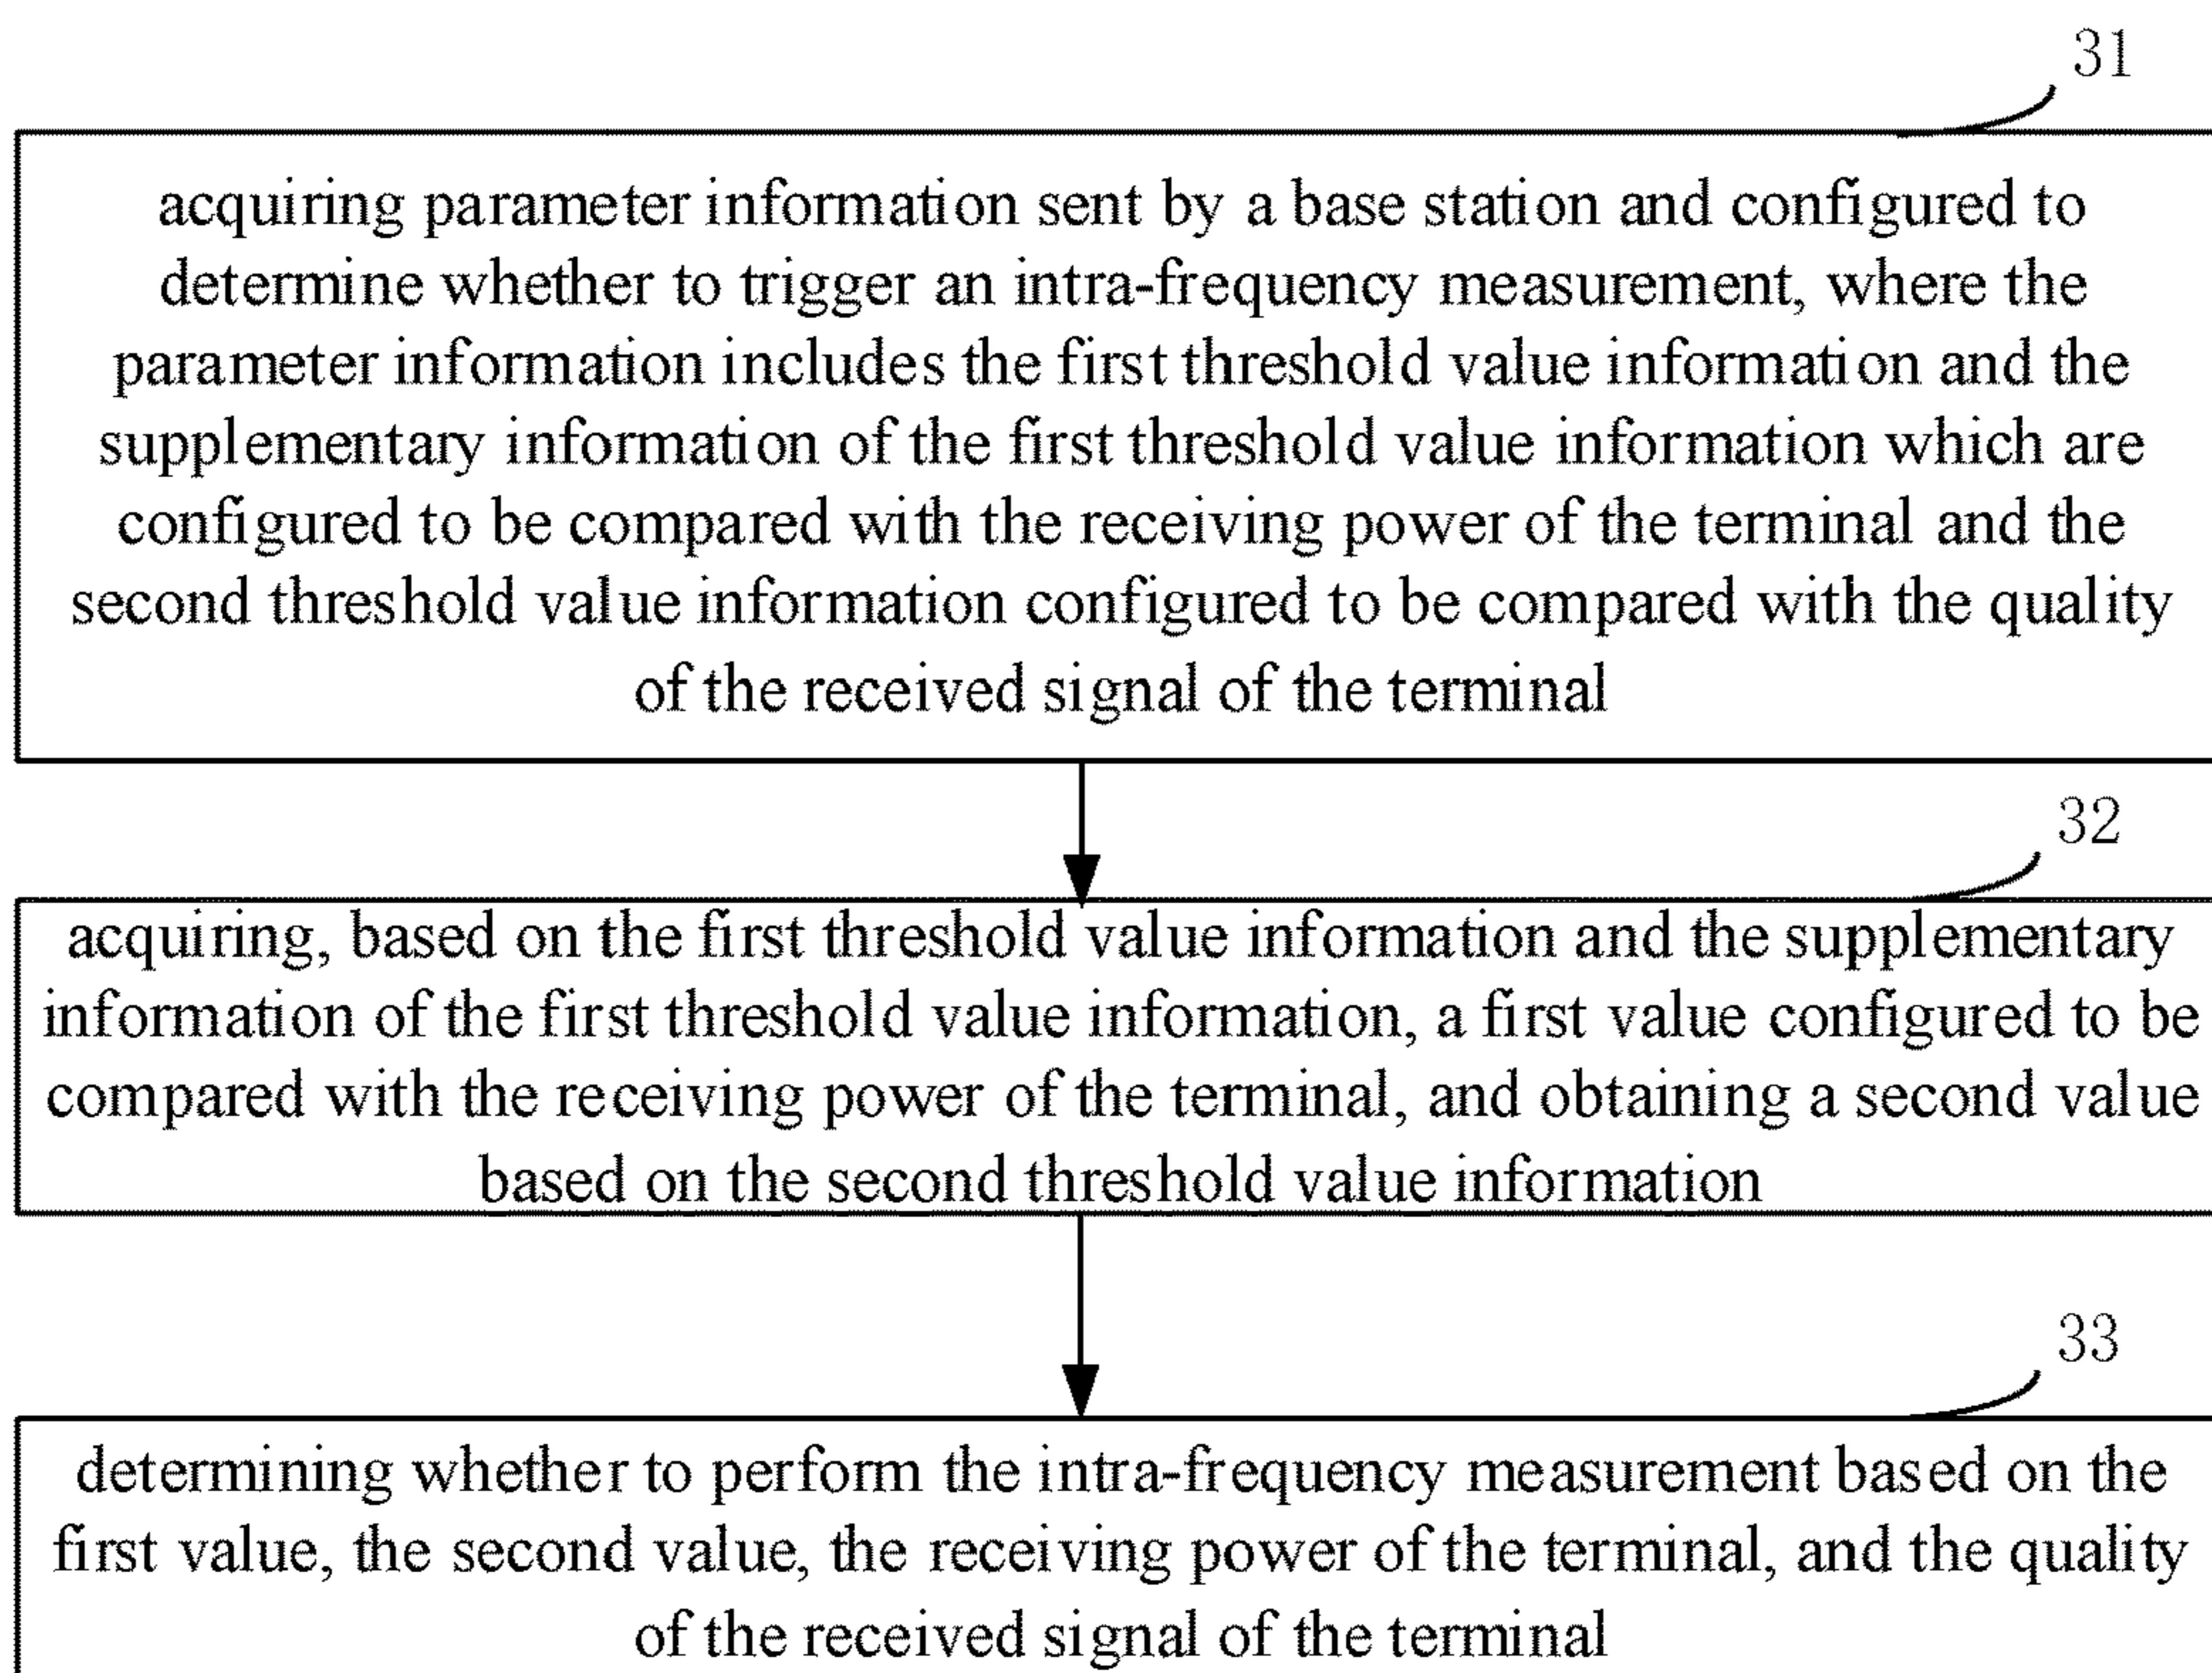 31
acquiring parameter information sent by a base station and configured to
determine whether to trigger an intra-frequency measurement, where the
parameter information includes the first threshold value information and the
supplementary information of the first threshold value information which are
configured to be compared with the receiving power of the terminal and the
second threshold value information configured to be compared with the quality
of the received signal of the terminal
32
acquiring, based on the first threshold value information and the supplementary
information of the first threshold value information, a first value configured to be
compared with the receiving power of the terminal, and obtaining a second value
based on the second threshold value information
33
determining whether to perform the intra-frequency measurement based on the
first value, the second value, the receiving power of the terminal, and the quality
of the received signal of the terminal